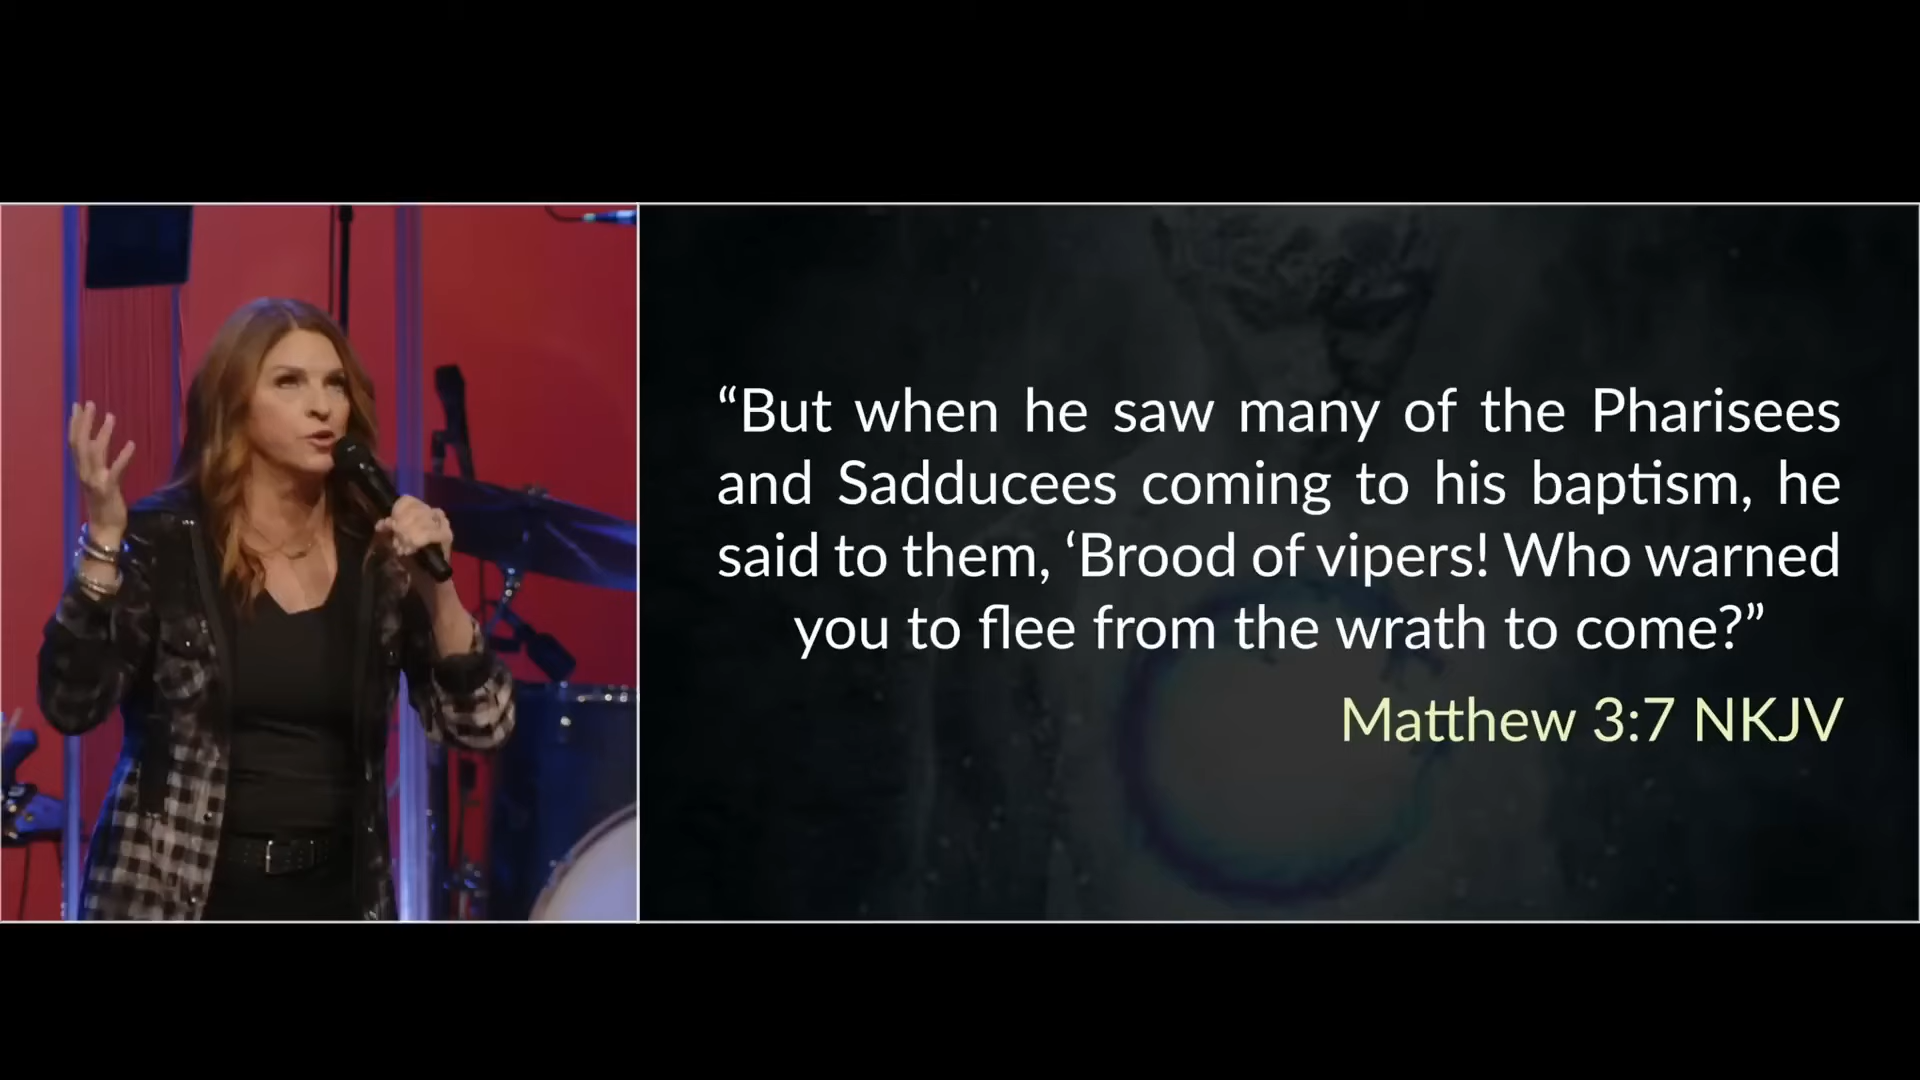 “But when he saw many of the Pharisees
and Sadducees coming to his baptism, he
said to them, ‘Brood of vipers! Who warned
you to flee from the wrath to come?”
Matthew 3:7 NKJV